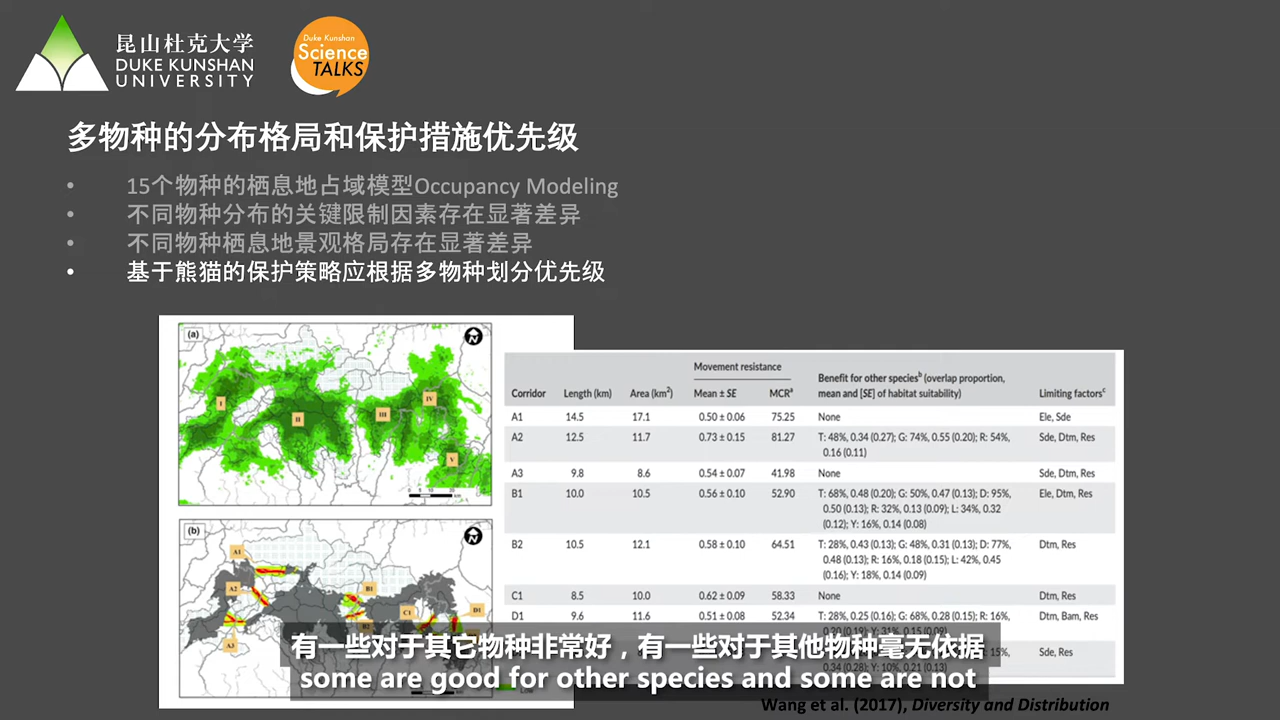 昆山杜克大学
DUKE KUNSHAN
UNIVERSITY
Duke Kunshan
Science
TALKS
多物种的分布格局和保护措施优先级
• 15个物种的栖息地占域模型Occupancy Modeling
• 不同物种分布的关键限制因素存在显著差异
• 不同物种栖息地景观格局存在显著差异
• 基于熊猫的保护策略应根据多物种划分优先级
(a)
N
I
II
III
IV
V
(b)
N
A1
A2
A3
B1
B2
C1
D1
Movement resistance
Corridor Length (km) Area (km²) Mean ± SE MCRᵃ Benefit for other speciesᵇ (overlap proportion, mean and [SE] of habitat suitability) Limiting factorsᶜ
A1 14.5 17.1 0.50 ± 0.06 75.25 None Ele, Sde
A2 12.5 11.7 0.73 ± 0.15 81.27 T: 48%, 0.34 (0.27); G: 74%, 0.55 (0.20); R: 54%, Sde, Dtm, Res
0.16 (0.11)
A3 9.8 8.6 0.54 ± 0.07 41.98 None Sde, Dtm, Res
B1 10.0 10.5 0.56 ± 0.10 52.90 T: 68%, 0.48 (0.20); G: 50%, 0.47 (0.13); D: 95%, Ele, Dtm, Res
0.50 (0.13); R: 32%, 0.13 (0.09); L: 34%, 0.32
(0.12); Y: 16%, 0.14 (0.08)
B2 10.5 12.1 0.58 ± 0.10 64.51 T: 28%, 0.43 (0.13); G: 48%, 0.31 (0.13); D: 77%, Dtm, Res
0.48 (0.13); R: 16%, 0.18 (0.15); L: 42%, 0.45
(0.16); Y: 18%, 0.14 (0.09)
C1 8.5 10.0 0.62 ± 0.09 58.33 None Dtm, Res
D1 9.6 11.6 0.51 ± 0.08 52.34 T: 28%, 0.25 (0.16); G: 68%, 0.28 (0.15); R: 16%, Dtm, Bam, Res
Sde, Res
有一些对于其它物种非常好，有一些对于其他物种毫无依据
some are good for other species and some are not
Wang et al. (2017), Diversity and Distribution